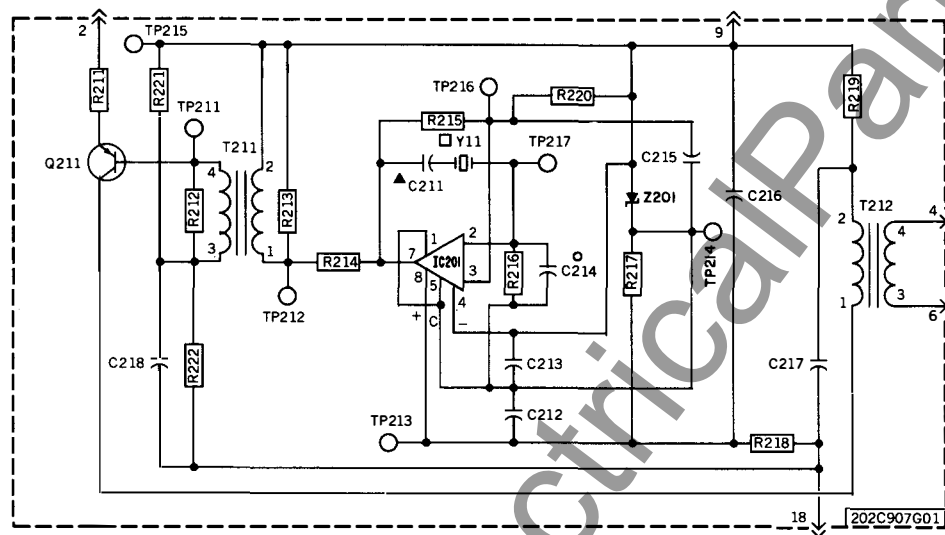 2
9
TP215
R211
R221
TP211
T211
Q211
4
2
R212
R213
3
1
R214
TP212
C218
R222
TP216
R220
R215
Y11
TP217
C211
C215
Z201
C216
R219
T212
2
4
4
1
3
6
7
1
2
IC201
8
5
3
4
+
C
−
R216
C214
R217
TP214
C213
C212
TP213
C217
R218
18
202C907G01
ctricalPar